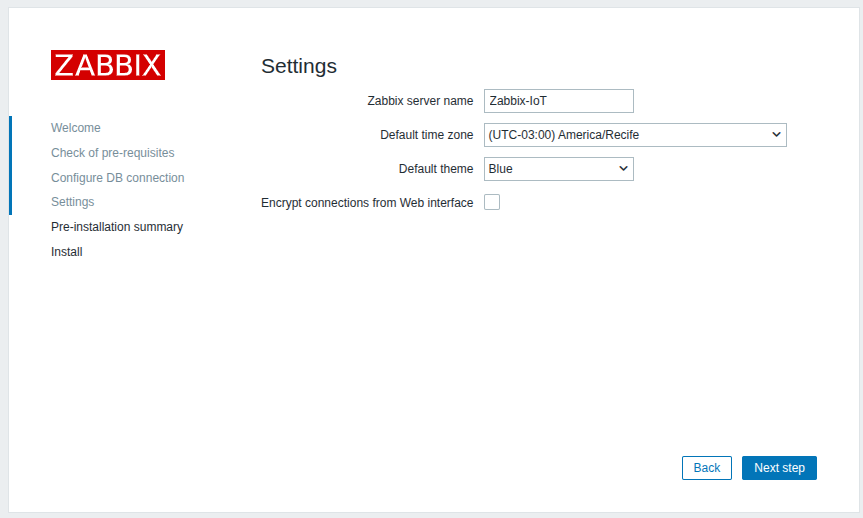 ZABBIX
Welcome
Check of pre-requisites
Configure DB connection
Settings
Pre-installation summary
Install
Settings
Zabbix server name Zabbix-IoT
Default time zone (UTC-03:00) America/Recife
Default theme Blue
Encrypt connections from Web interface
Back Next step